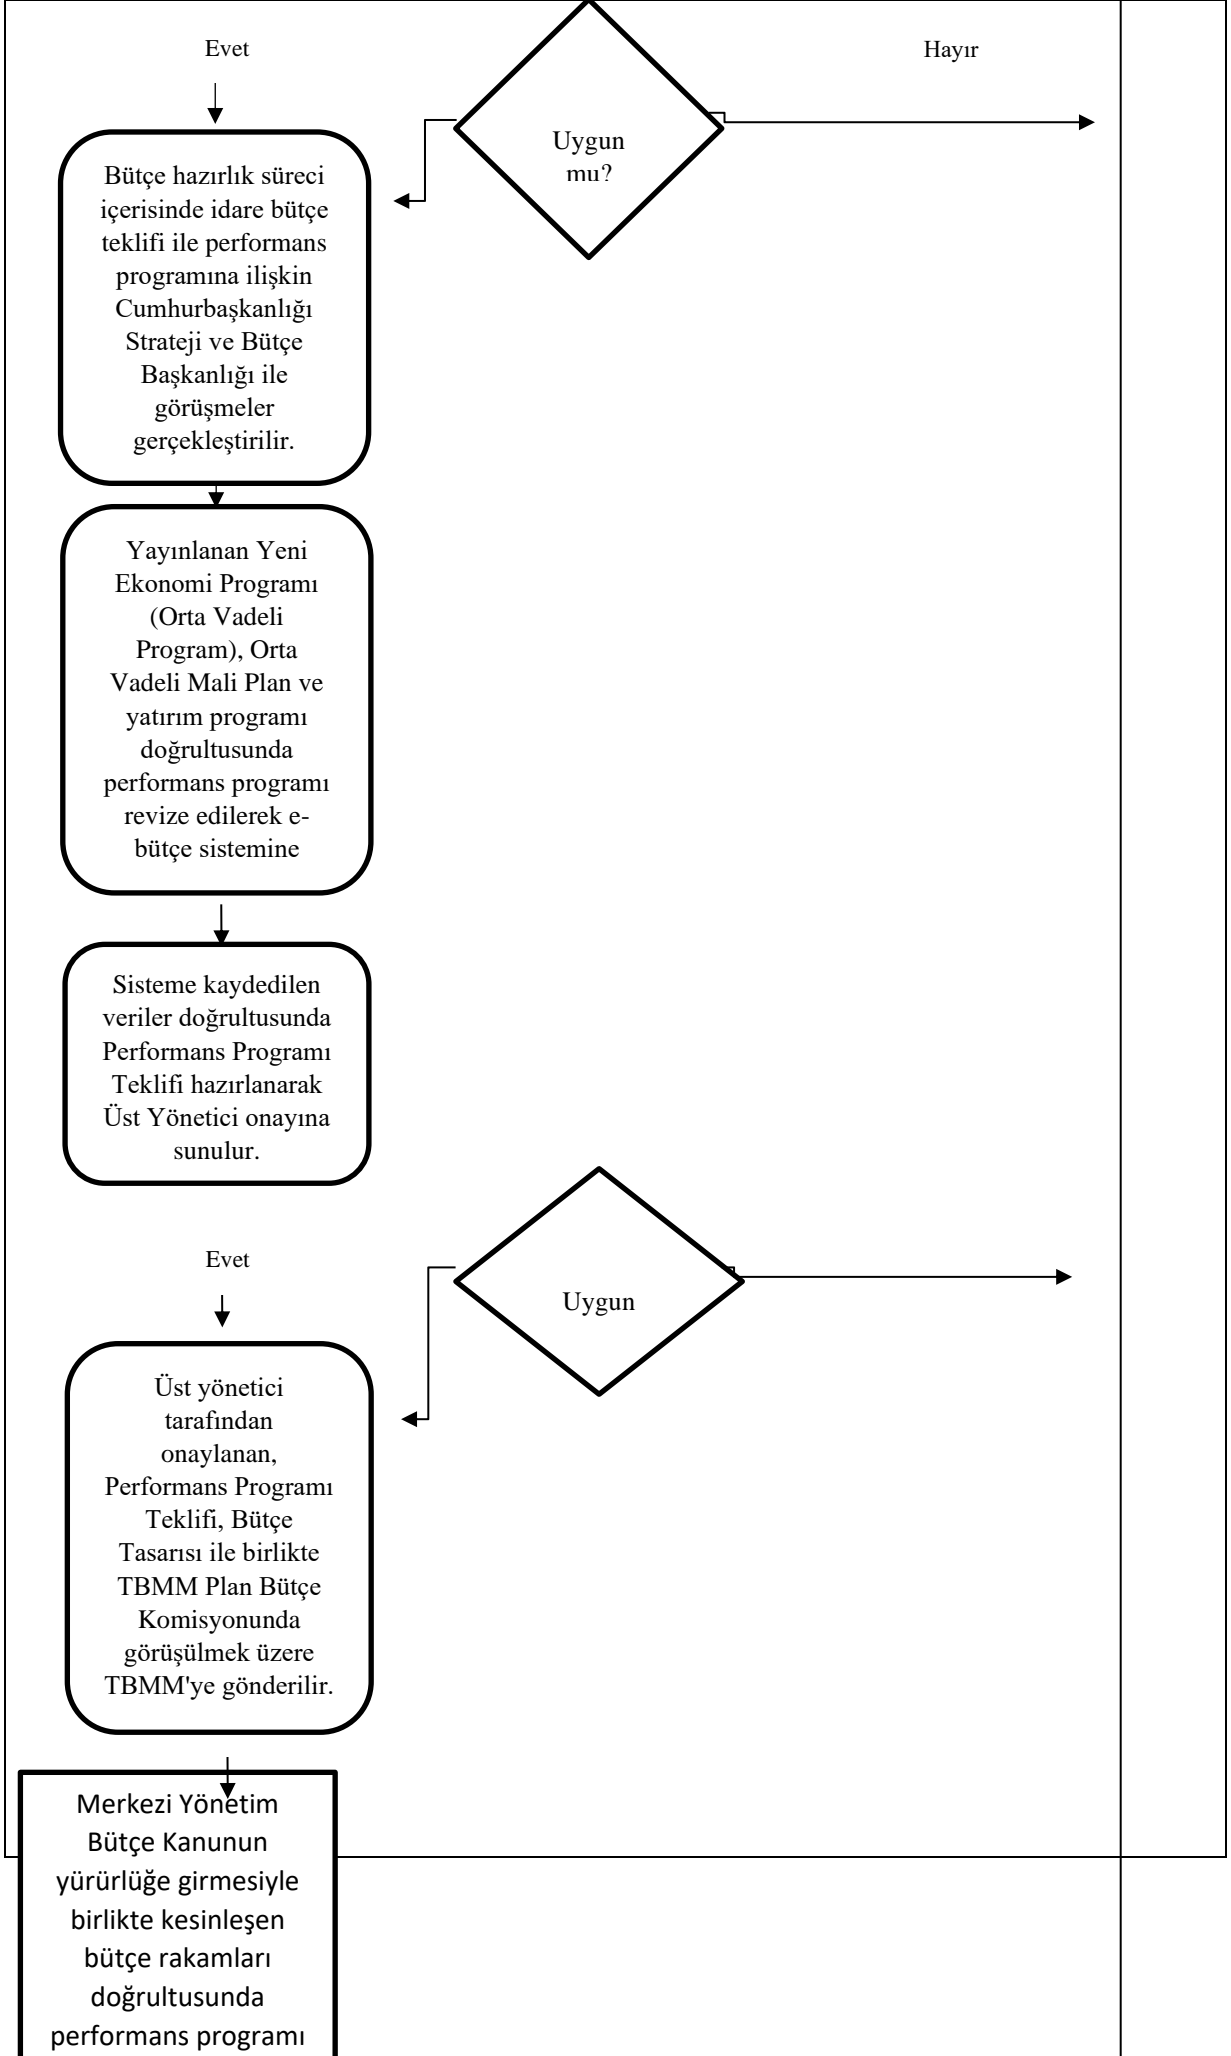 Evet
Hayır
Uygun
mu?
Bütçe hazırlık süreci
içerisinde idare bütçe
teklifi ile performans
programına ilişkin
Cumhurbaşkanlığı
Strateji ve Bütçe
Başkanlığı ile
görüşmeler
gerçekleştirilir.
Yayınlanan Yeni
Ekonomi Programı
(Orta Vadeli
Program), Orta
Vadeli Mali Plan ve
yatırım programı
doğrultusunda
performans programı
revize edilerek e-
bütçe sistemine
Sisteme kaydedilen
veriler doğrultusunda
Performans Programı
Teklifi hazırlanarak
Üst Yönetici onayına
sunulur.
Evet
Uygun
Üst yönetici
tarafından
onaylanan,
Performans Programı
Teklifi, Bütçe
Tasarısı ile birlikte
TBMM Plan Bütçe
Komisyonunda
görüşülmek üzere
TBMM'ye gönderilir.
Merkezi Yönetim
Bütçe Kanunun
yürürlüğe girmesiyle
birlikte kesinleşen
bütçe rakamları
doğrultusunda
performans programı